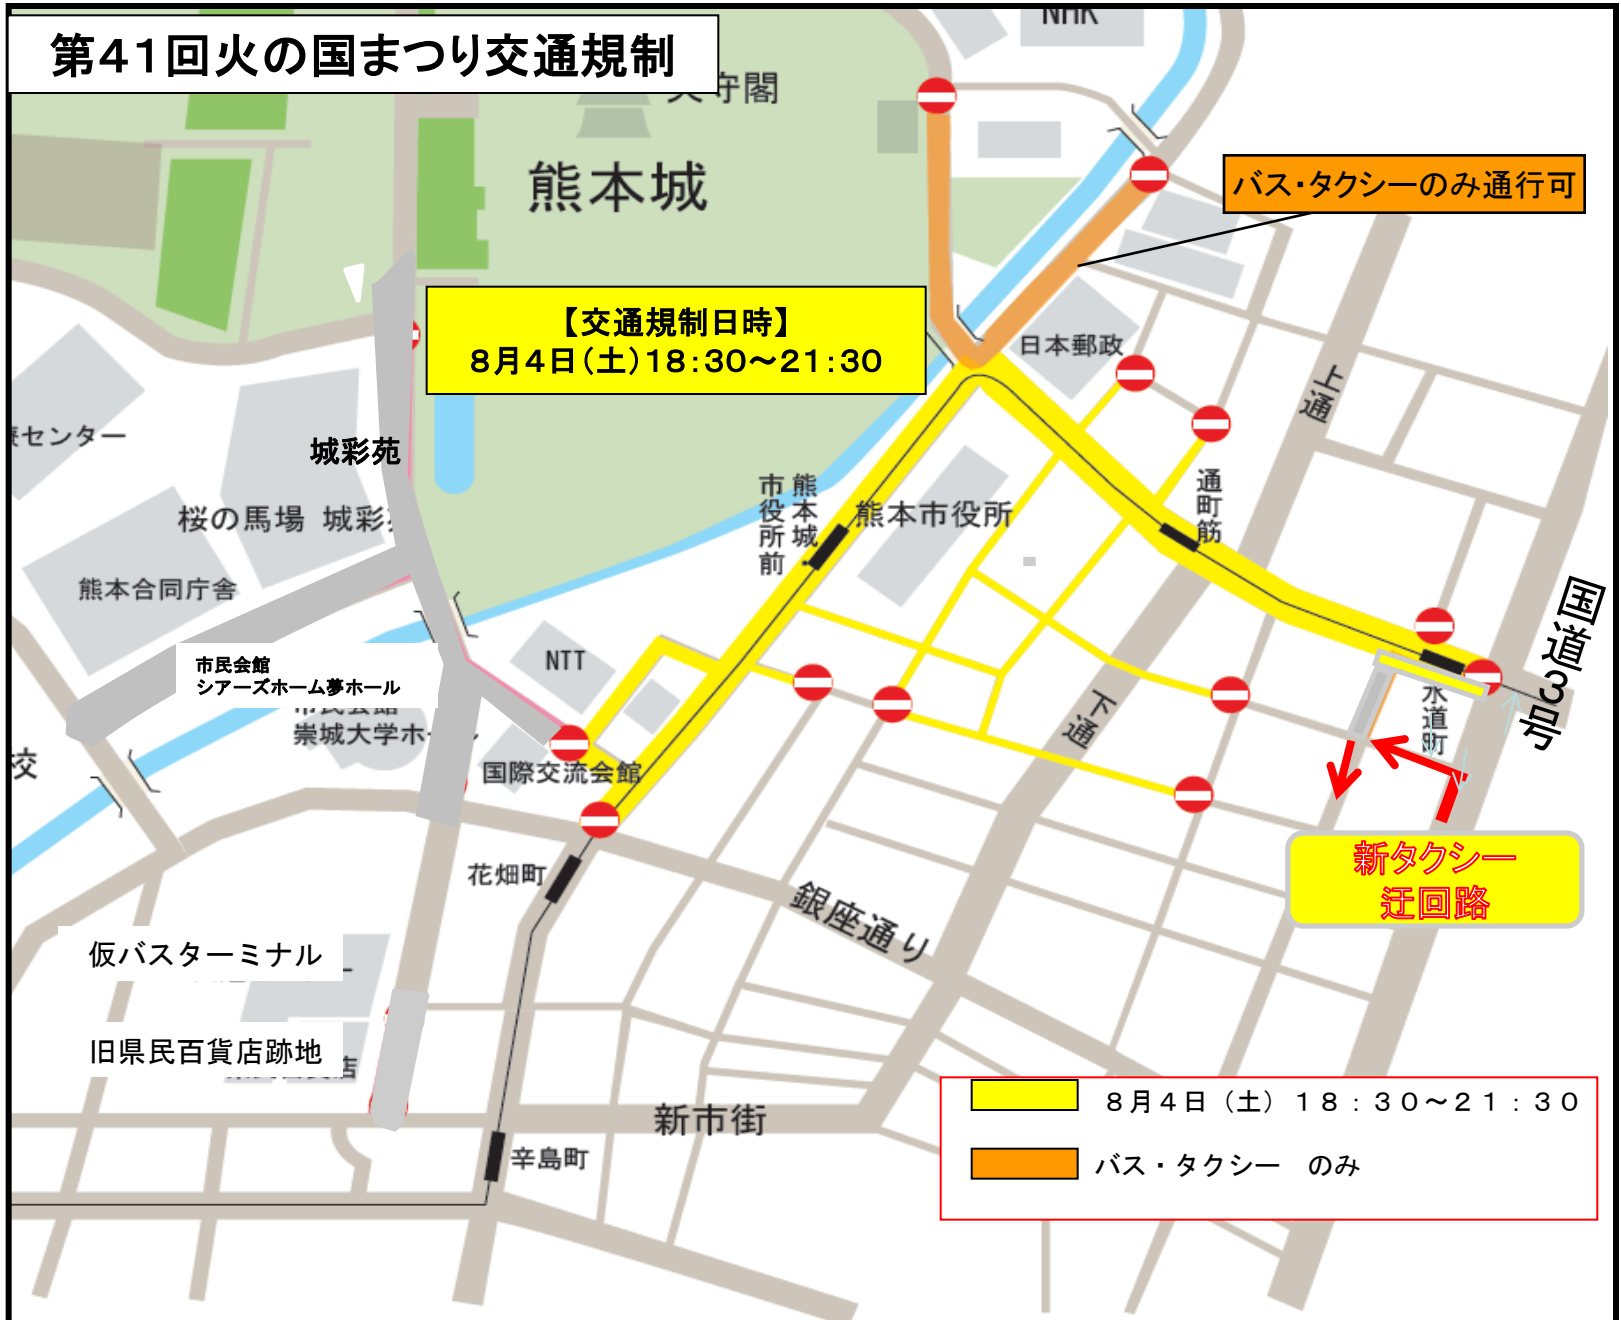 第41回火の国まつり交通規制
NHK
天守閣
熊本城
バス・タクシーのみ通行可
【交通規制日時】
8月4日(土)18:30～21:30
日本郵政
上通
センター
城彩苑
桜の馬場 城彩
熊本城
市役所前
熊本市役所
通町筋
熊本合同庁舎
国道3号
市民会館
シアーズホーム夢ホール
NTT
市民会館
崇城大学ホール
下通
水道町
校
国際交流会館
花畑町
銀座通り
新タクシー
迂回路
仮バスターミナル
旧県民百貨店跡地
店
新市街
辛島町
８月４日（土）１８：３０～２１：３０
バス・タクシー　のみ